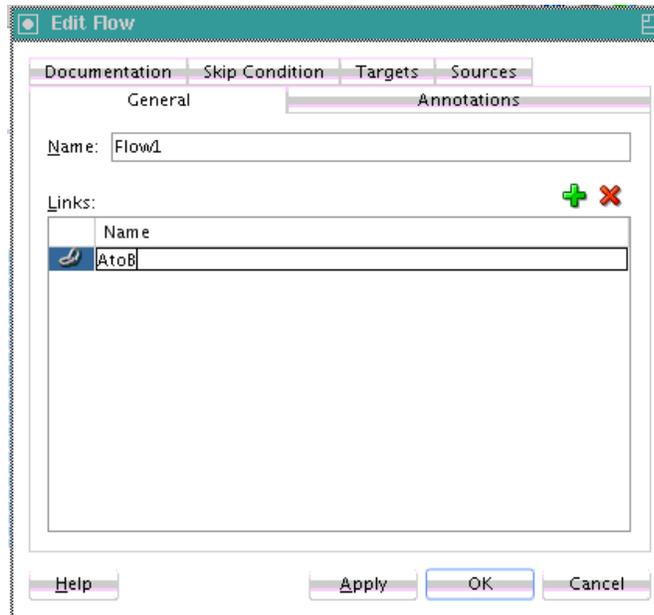 Edit Flow
Documentation Skip Condition Targets Sources
General Annotations
Name: Flow1
Links:
Name
AtoB
Help Apply OK Cancel